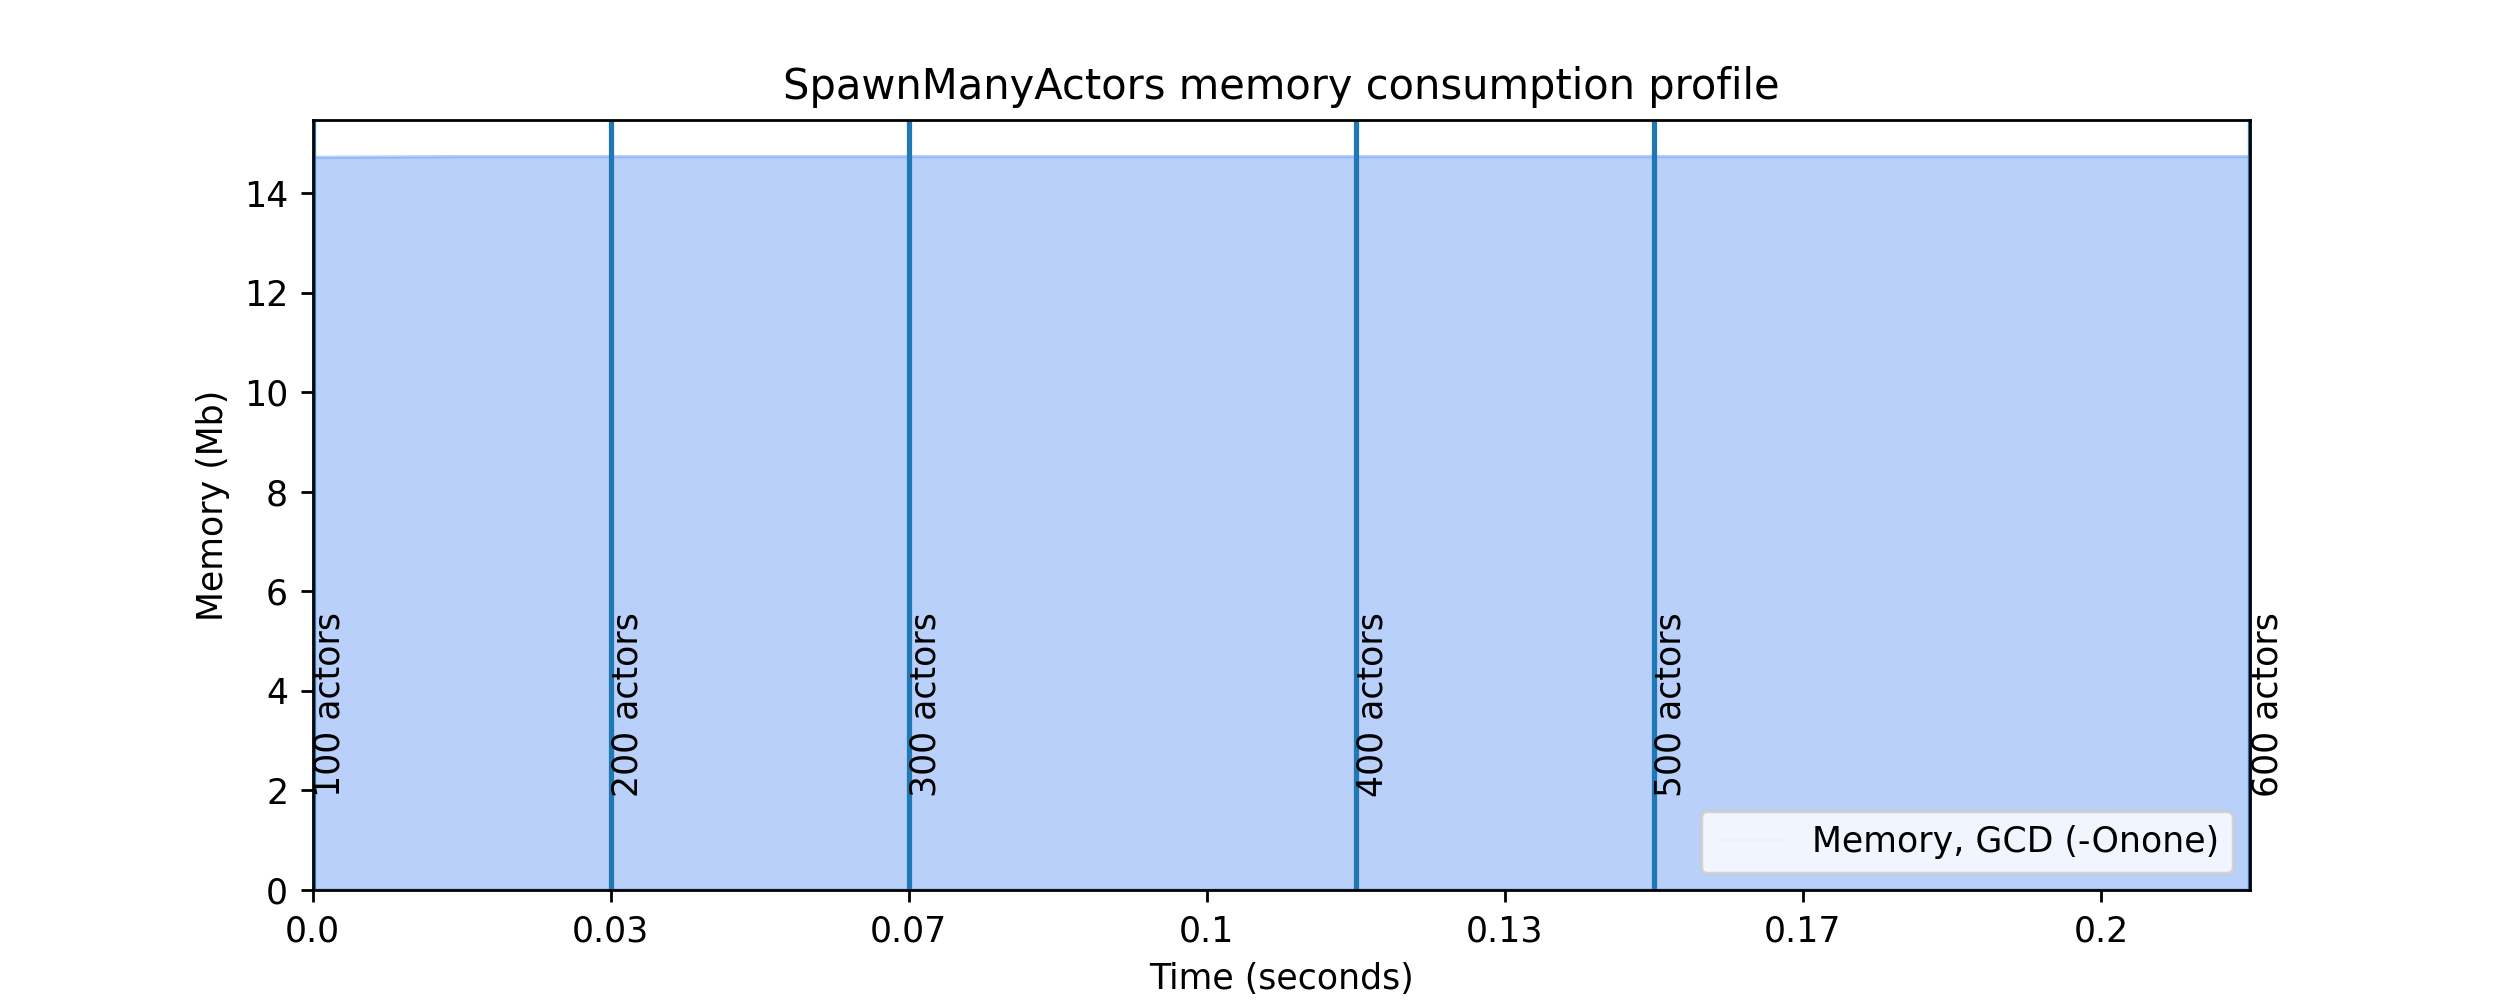 SpawnManyActors memory consumption profile
14
12
10
8
6
4
2
0
Memory (Mb)
100 actors
200 actors
300 actors
400 actors
500 actors
600 actors
Memory, GCD (-Onone)
0.0
0.03
0.07
0.1
0.13
0.17
0.2
Time (seconds)